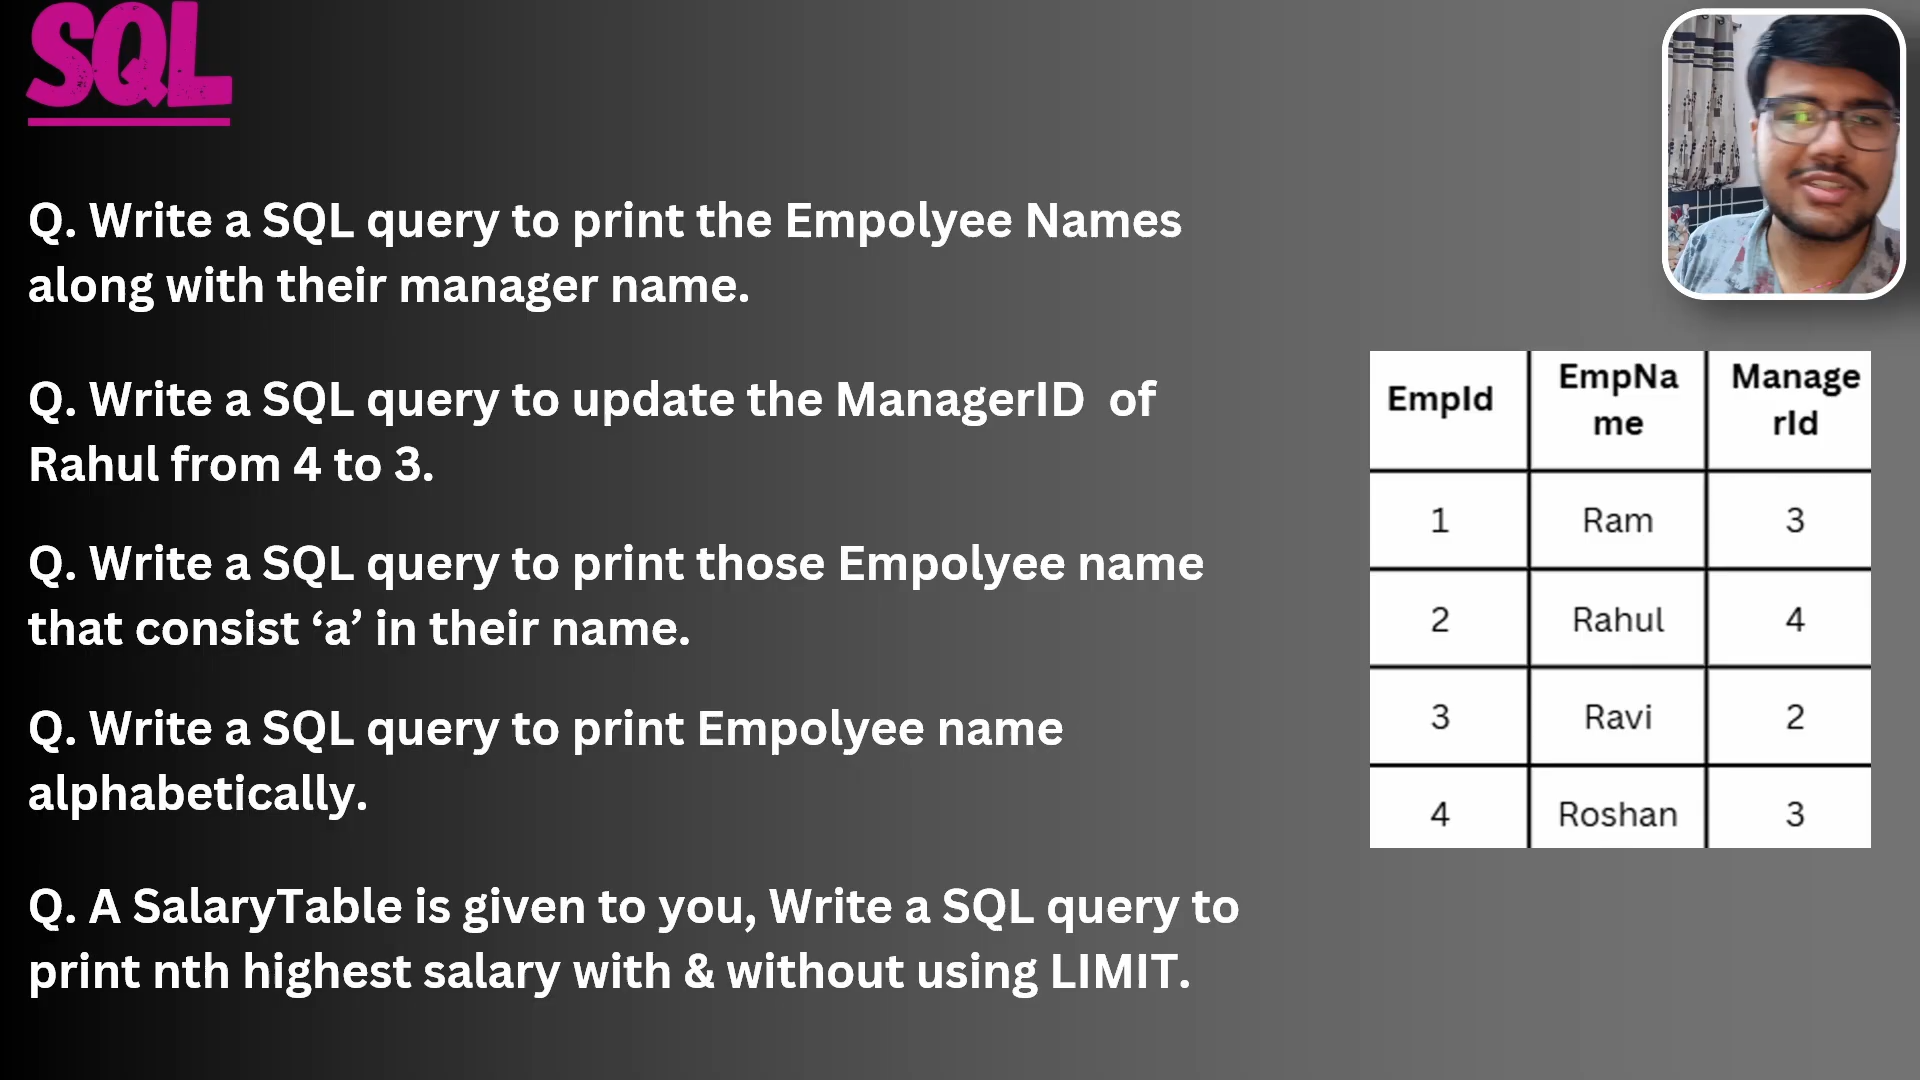 SQL
Q. Write a SQL query to print the Empolyee Names
along with their manager name.
Q. Write a SQL query to update the ManagerID  of
Rahul from 4 to 3.
Q. Write a SQL query to print those Empolyee name
that consist ‘a’ in their name.
Q. Write a SQL query to print Empolyee name
alphabetically.
Q. A SalaryTable is given to you, Write a SQL query to
print nth highest salary with & without using LIMIT.
EmpId EmpNa Manage
me rId
1 Ram 3
2 Rahul 4
3 Ravi 2
4 Roshan 3